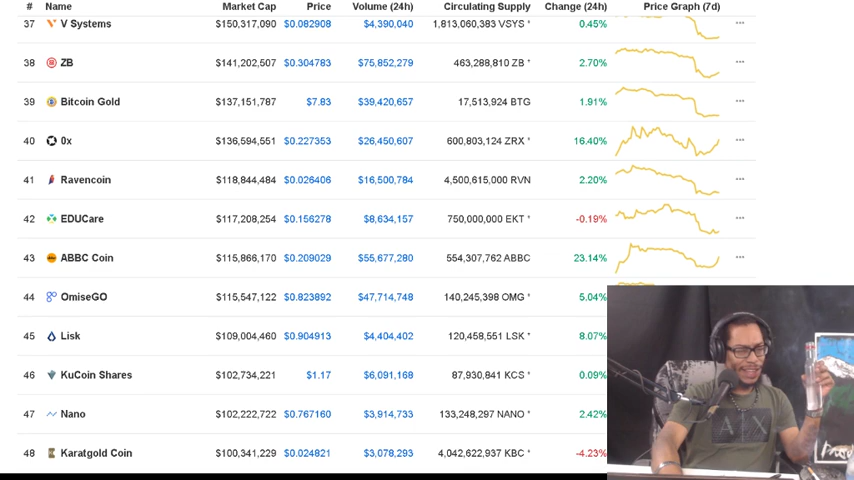 # Name Market Cap Price Volume (24h) Circulating Supply Change (24h) Price Graph (7d)
37 V Systems $150,317,090 $0.082908 $4,390,040 1,813,060,383 VSYS * 0.45%
38 ZB $141,202,507 $0.304783 $75,852,279 463,288,810 ZB * 2.70%
39 Bitcoin Gold $137,151,787 $7.83 $39,420,657 17,513,924 BTG 1.91%
40 0x $136,594,551 $0.227353 $26,450,607 600,803,124 ZRX * 16.40%
41 Ravencoin $118,844,484 $0.026406 $16,500,784 4,500,615,000 RVN 2.20%
42 EDUCare $117,208,254 $0.156278 $8,634,157 750,000,000 EKT * -0.19%
43 ABBC Coin $115,866,170 $0.209029 $55,677,280 554,307,762 ABBC 23.14%
44 OmiseGO $115,547,122 $0.823892 $47,714,748 140,245,398 OMG * 5.04%
45 Lisk $109,004,460 $0.904913 $4,404,402 120,458,551 LSK * 8.07%
46 KuCoin Shares $102,734,221 $1.17 $6,091,168 87,930,841 KCS * 0.09%
47 Nano $102,222,722 $0.767160 $3,914,733 133,248,297 NANO * 2.42%
48 Karatgold Coin $100,341,229 $0.024821 $3,078,293 4,042,622,937 KBC * -4.23%
A X